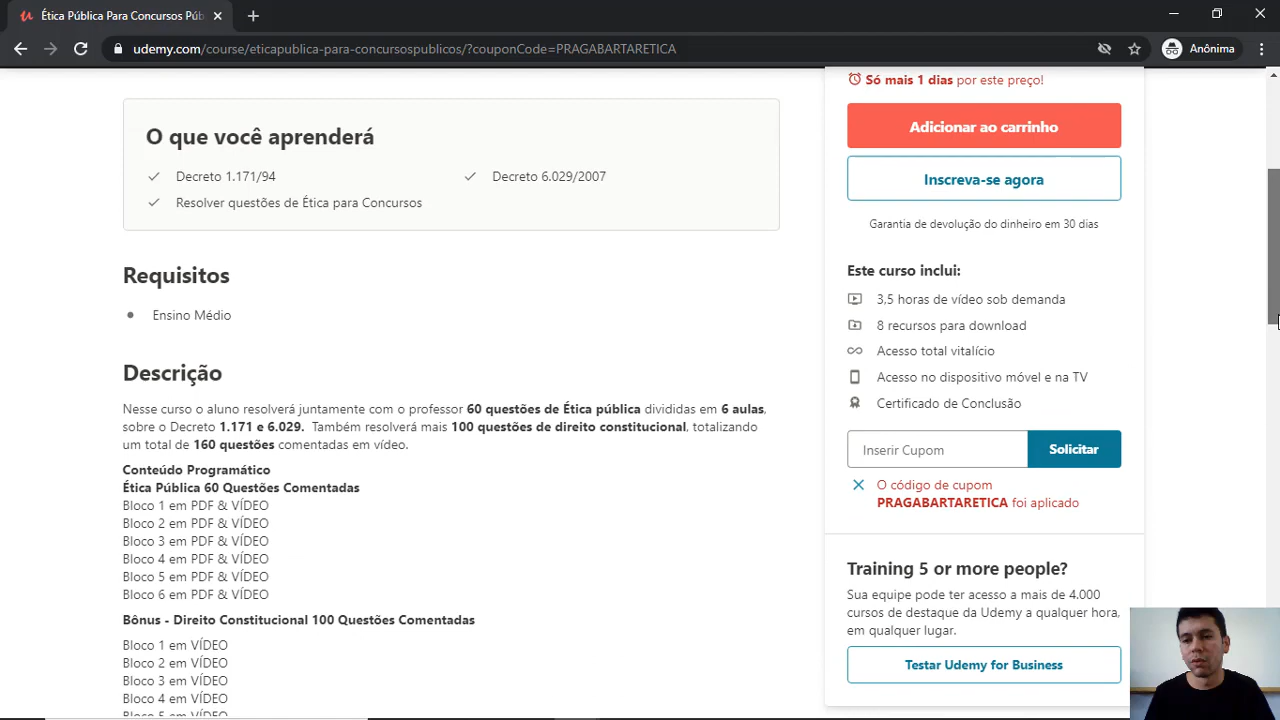 Ética Pública Para Concursos Púb
udemy.com/course/eticapublica-para-concursospublicos/?couponCode=PRAGABARTARETICA
Anônima
O que você aprenderá
Decreto 1.171/94
Decreto 6.029/2007
Resolver questões de Ética para Concursos
Requisitos
Ensino Médio
Descrição
Nesse curso o aluno resolverá juntamente com o professor 60 questões de Ética pública divididas em 6 aulas,
sobre o Decreto 1.171 e 6.029. Também resolverá mais 100 questões de direito constitucional, totalizando
um total de 160 questões comentadas em vídeo.
Conteúdo Programático
Ética Pública 60 Questões Comentadas
Bloco 1 em PDF & VÍDEO
Bloco 2 em PDF & VÍDEO
Bloco 3 em PDF & VÍDEO
Bloco 4 em PDF & VÍDEO
Bloco 5 em PDF & VÍDEO
Bloco 6 em PDF & VÍDEO
Bônus - Direito Constitucional 100 Questões Comentadas
Bloco 1 em VÍDEO
Bloco 2 em VÍDEO
Bloco 3 em VÍDEO
Bloco 4 em VÍDEO
Bloco 5 em VÍDEO
Só mais 1 dias por este preço!
Adicionar ao carrinho
Inscreva-se agora
Garantia de devolução do dinheiro em 30 dias
Este curso inclui:
3,5 horas de vídeo sob demanda
8 recursos para download
Acesso total vitalício
Acesso no dispositivo móvel e na TV
Certificado de Conclusão
Inserir Cupom
Solicitar
O código de cupom
PRAGABARTARETICA foi aplicado
Training 5 or more people?
Sua equipe pode ter acesso a mais de 4.000
cursos de destaque da Udemy a qualquer hora,
em qualquer lugar.
Testar Udemy for Business